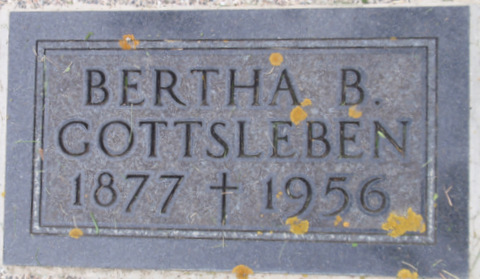 BERTHA B.
GOTTSLEBEN
1877 † 1956